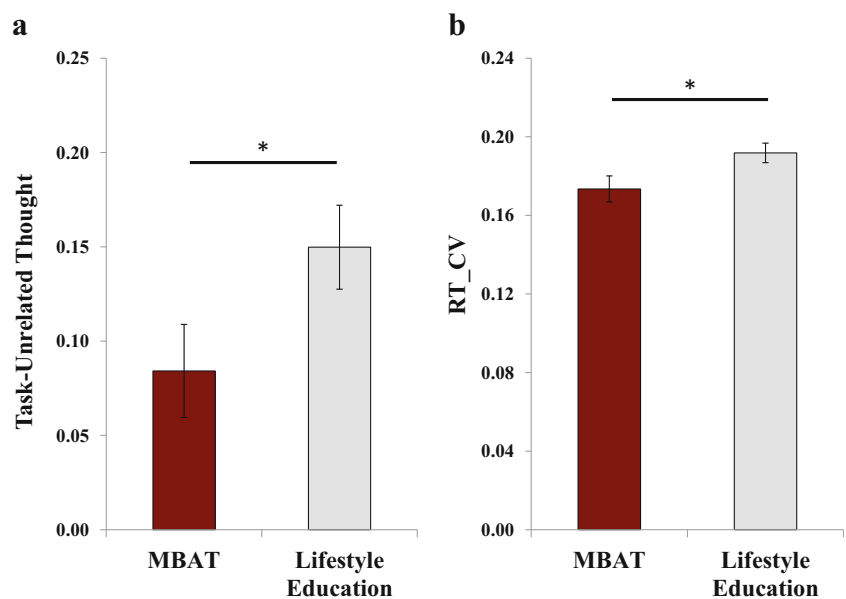 a
Task-Unrelated Thought
0.25
0.20
0.15
0.10
0.05
0.00
*
MBAT
Lifestyle
Education
b
RT_CV
0.24
0.20
0.16
0.12
0.08
0.04
0.00
*
MBAT
Lifestyle
Education